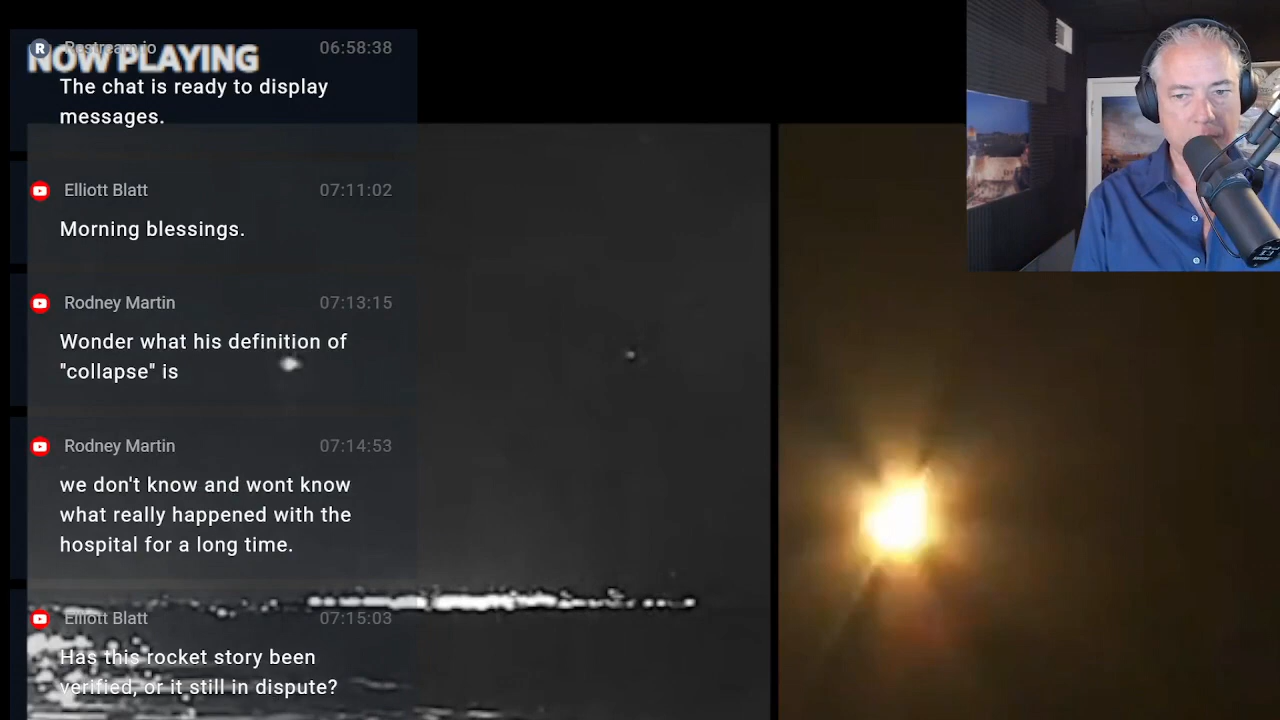 Restream.io 06:58:38
NOW PLAYING
The chat is ready to display
messages.
Elliott Blatt 07:11:02
Morning blessings.
Rodney Martin 07:13:15
Wonder what his definition of
"collapse" is
Rodney Martin 07:14:53
we don't know and wont know
what really happened with the
hospital for a long time.
Elliott Blatt 07:15:03
Has this rocket story been
verified, or it still in dispute?